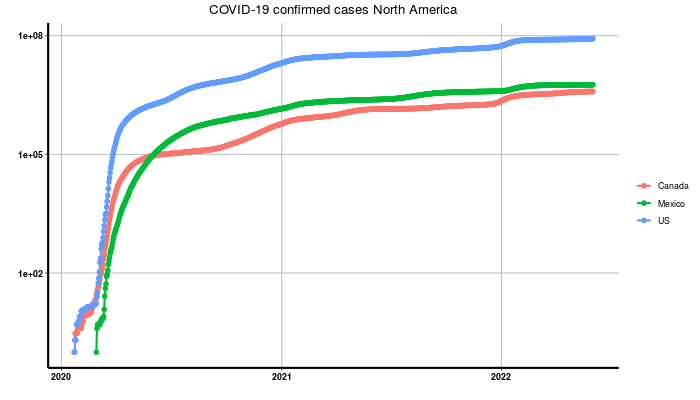 COVID-19 confirmed cases North America
1e+08
1e+05
1e+02
2020
2021
2022
Canada
Mexico
US